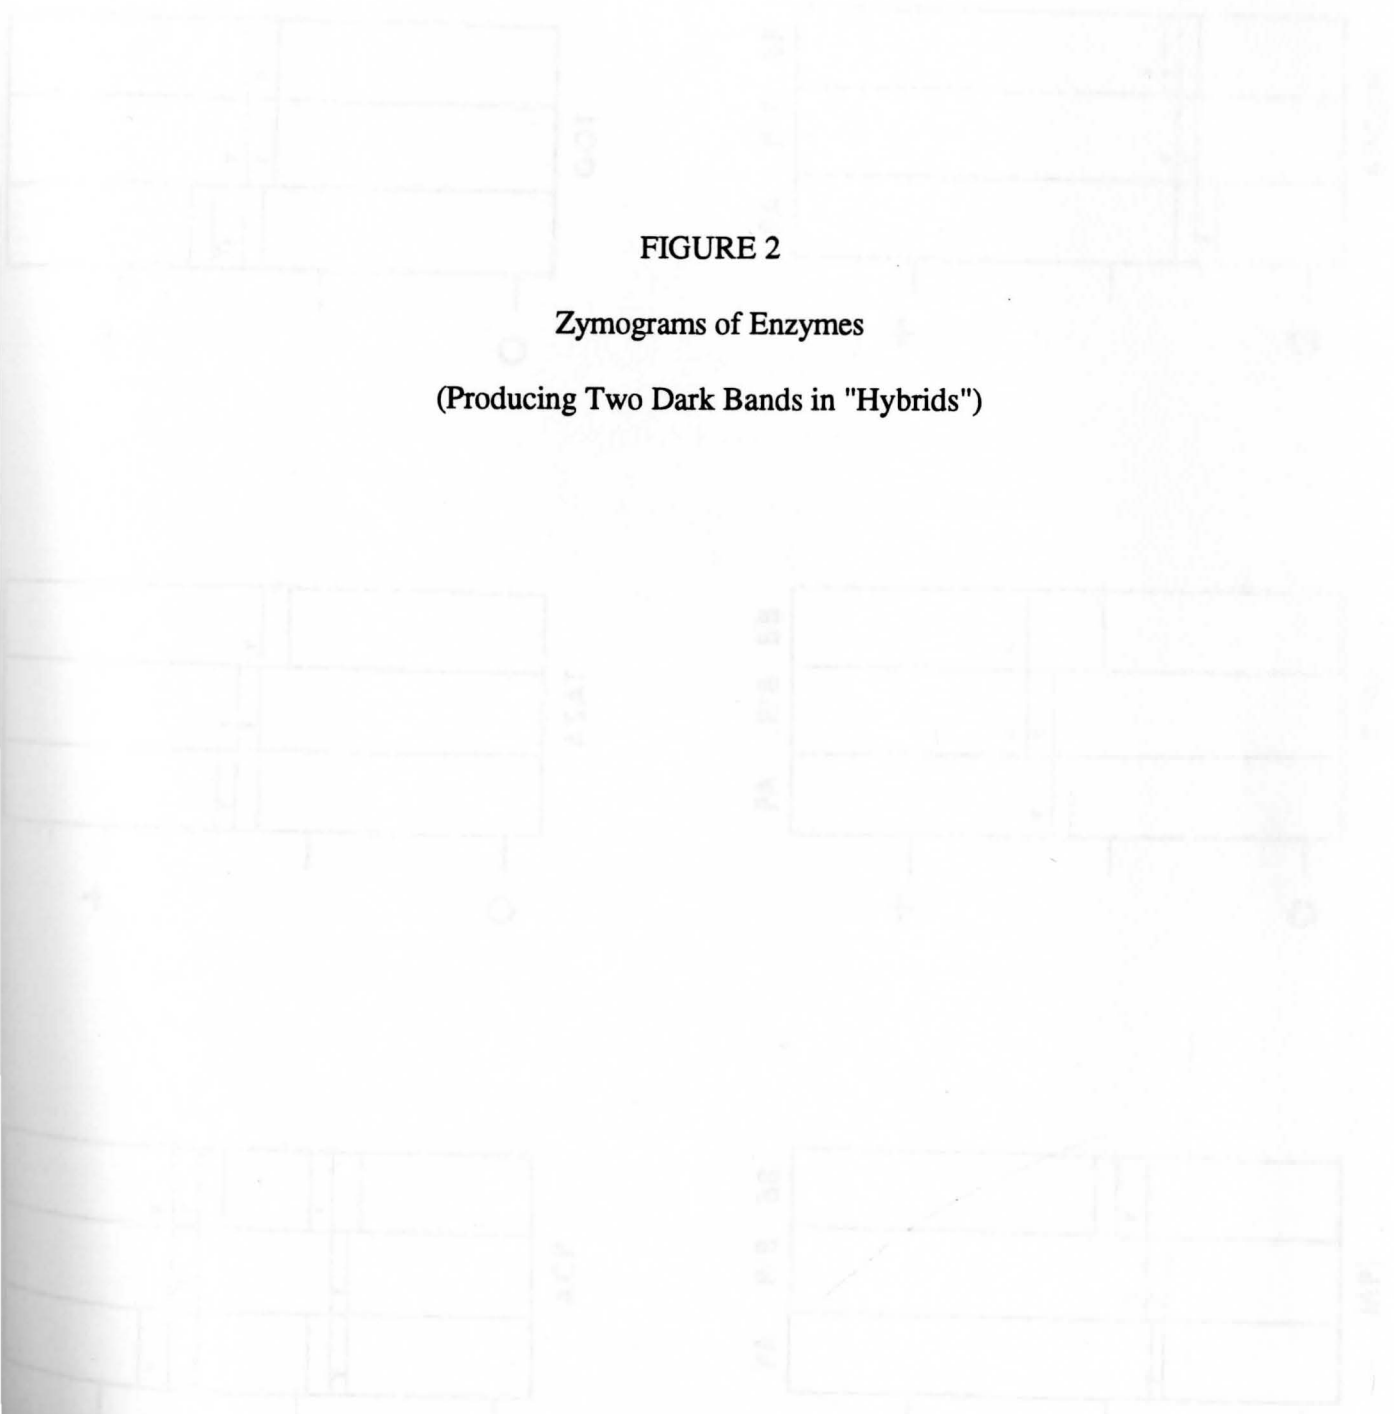 FIGURE 2
Zymograms of Enzymes
(Producing Two Dark Bands in "Hybrids")